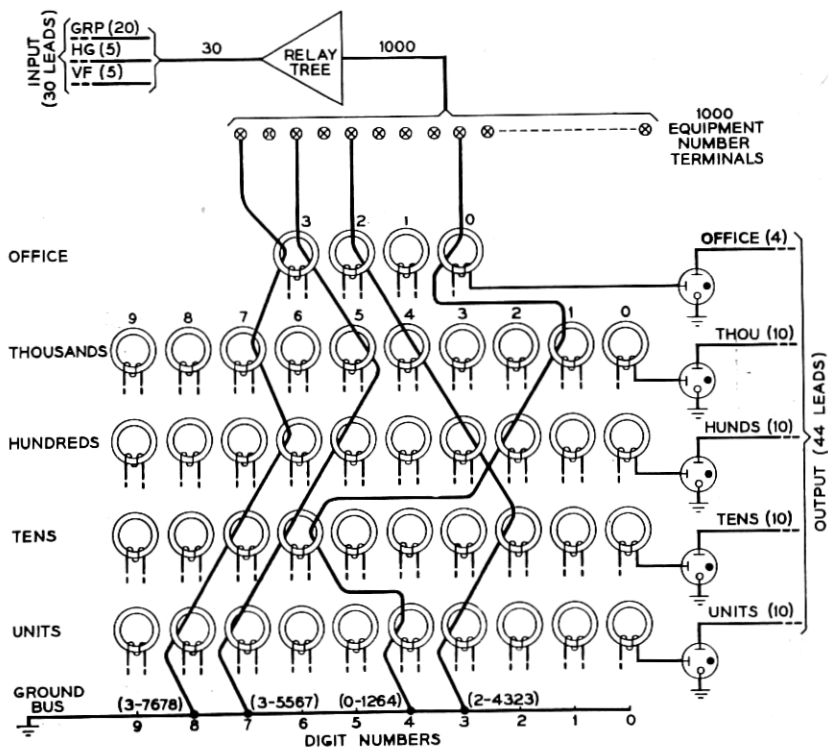 INPUT
(30 LEADS)
GRP (20)
HG (5)
VF (5)
30
RELAY
TREE
1000
1000
EQUIPMENT
NUMBER
TERMINALS
OFFICE
3 2 1 0
OFFICE (4)
9 8 7 6 5 4 3 2 1 0
THOUSANDS
THOU (10)
HUNDREDS
HUNDS (10)
TENS
TENS (10)
UNITS
UNITS (10)
OUTPUT (44 LEADS)
GROUND
BUS
(3-7678) (3-5567) (0-1264) (2-4323)
9 8 7 6 5 4 3 2 1 0
DIGIT NUMBERS